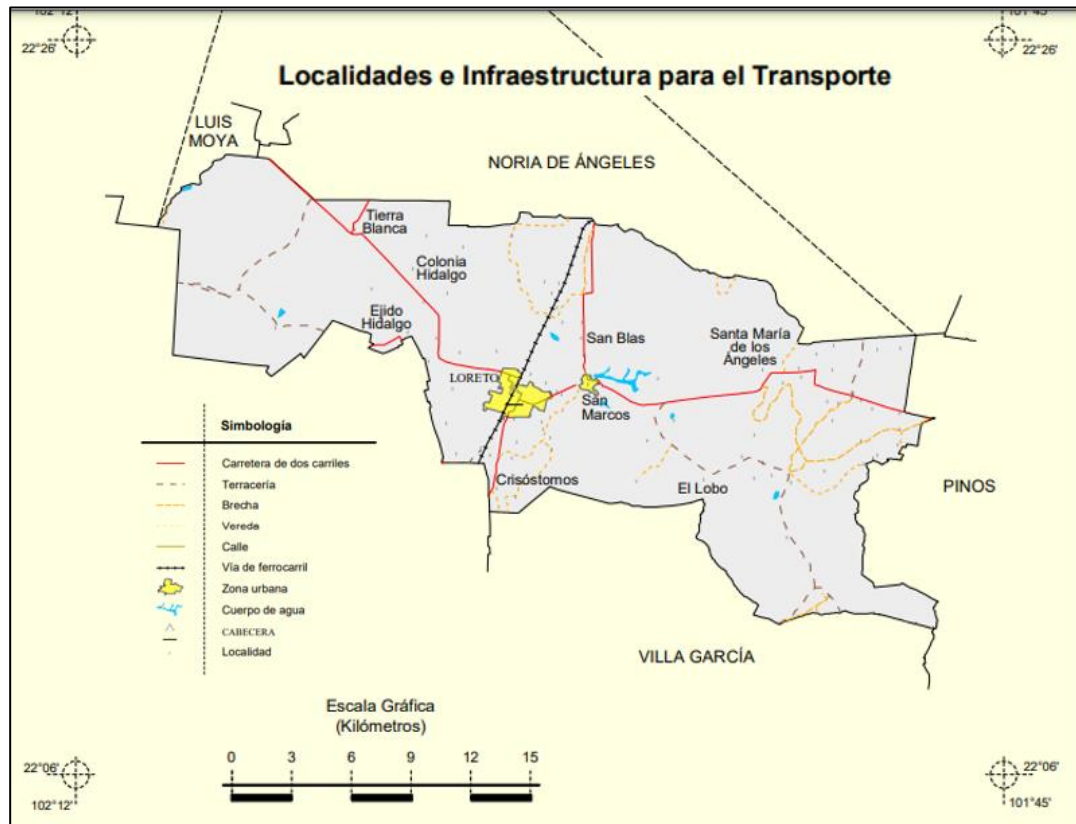 102°12'
101°45'
22°26'
22°26'
Localidades e Infraestructura para el Transporte
LUIS
MOYA
NORIA DE ÁNGELES
Tierra
Blanca
Colonia
Hidalgo
Ejido
Hidalgo
San Blas
Santa María
de los
Ángeles
LORETO
San
Marcos
Crisóstomos
El Lobo
PINOS
VILLA GARCÍA
Simbología
Carretera de dos carriles
Terracería
Brecha
Vereda
Calle
Vía de ferrocarril
Zona urbana
Cuerpo de agua
CABECERA
Localidad
Escala Gráfica
(Kilómetros)
0 3 6 9 12 15
22°06'
22°06'
102°12'
101°45'